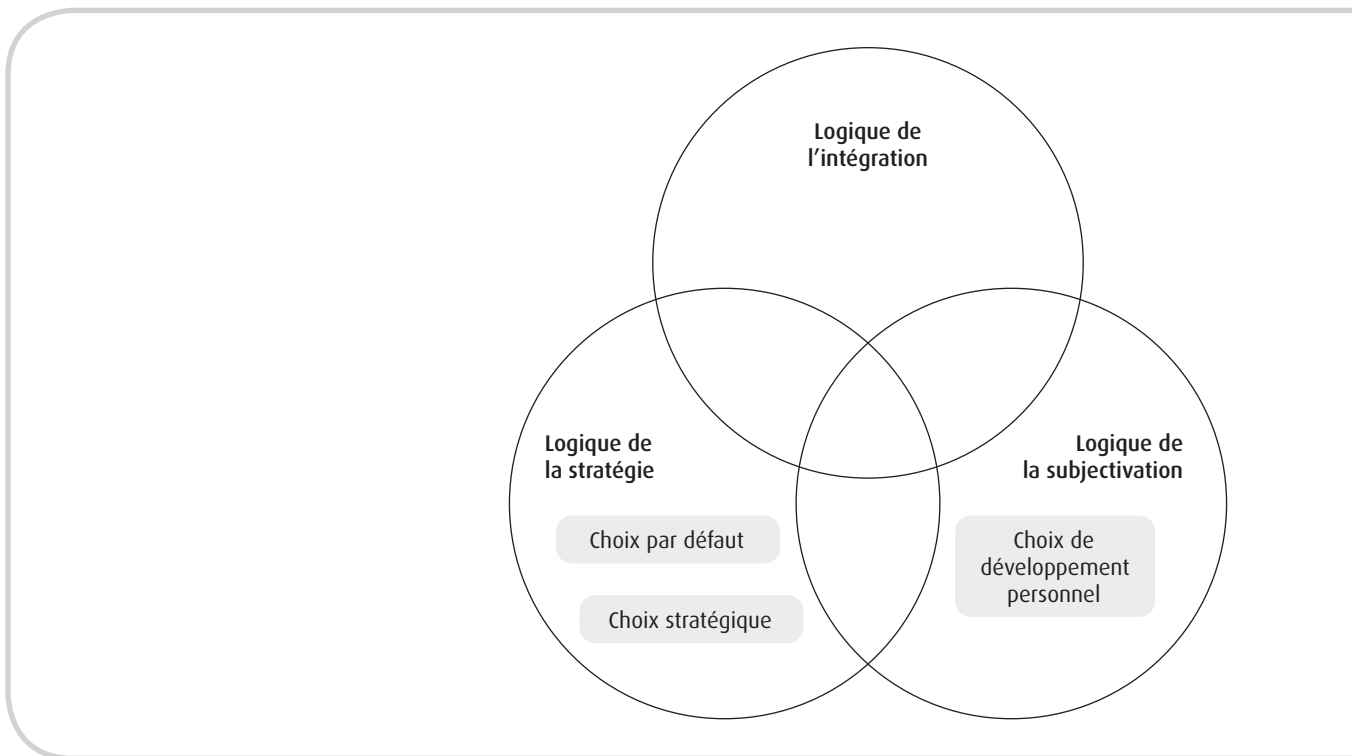 Logique de
l’intégration
Logique de
la stratégie
Choix par défaut
Choix stratégique
Logique de
la subjectivation
Choix de
développement
personnel